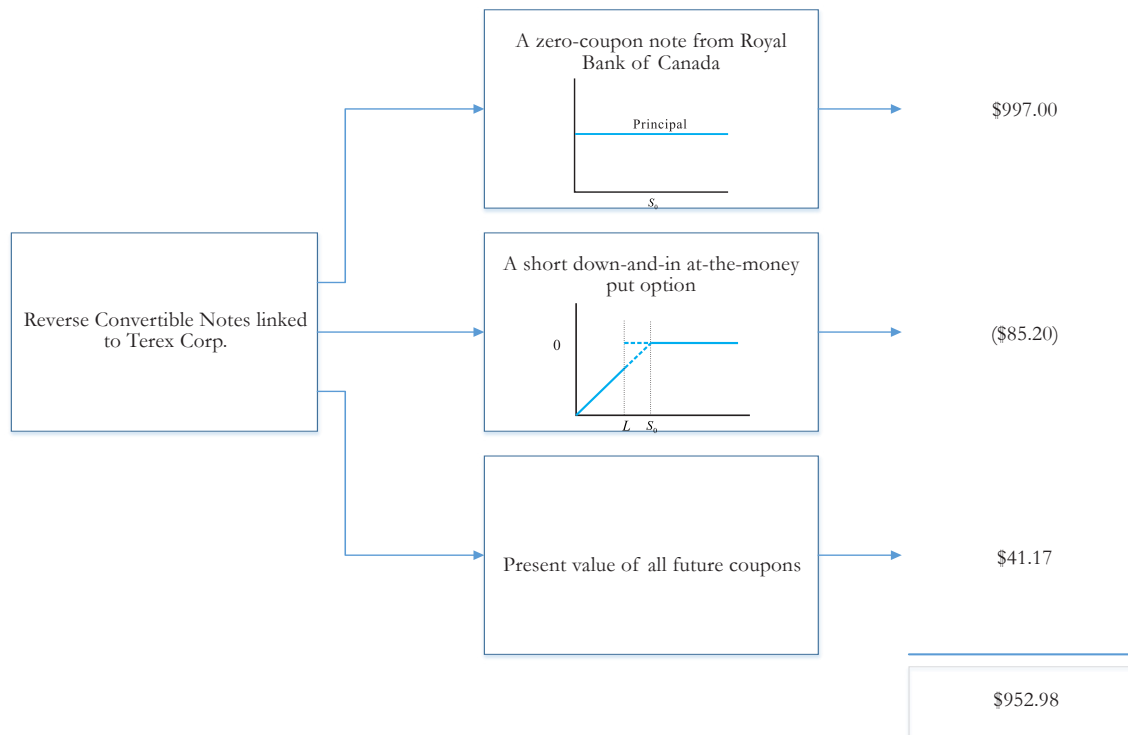 A zero-coupon note from Royal
Bank of Canada
Principal
S₀
$997.00
Reverse Convertible Notes linked
to Terex Corp.
A short down-and-in at-the-money
put option
0
L S₀
($85.20)
Present value of all future coupons
$41.17
$952.98